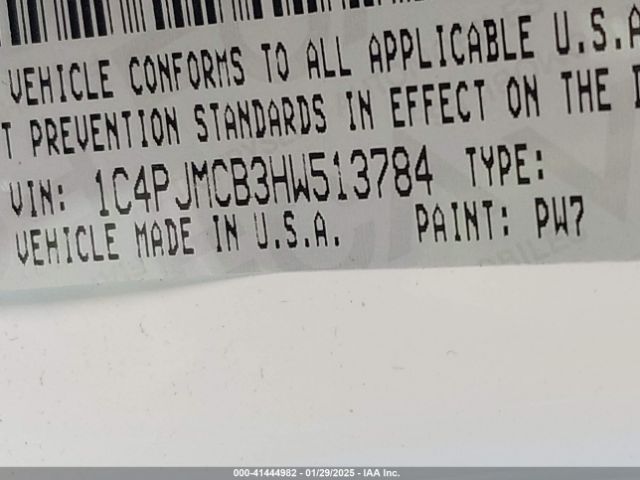 VEHICLE CONFORMS TO ALL APPLICABLE U.S.A
T PREVENTION STANDARDS IN EFFECT ON THE
VIN: 1C4PJMCB3HW513784 TYPE:
VEHICLE MADE IN U.S.A. PAINT: PW7
000-41444982 - 01/29/2025 - IAA Inc.